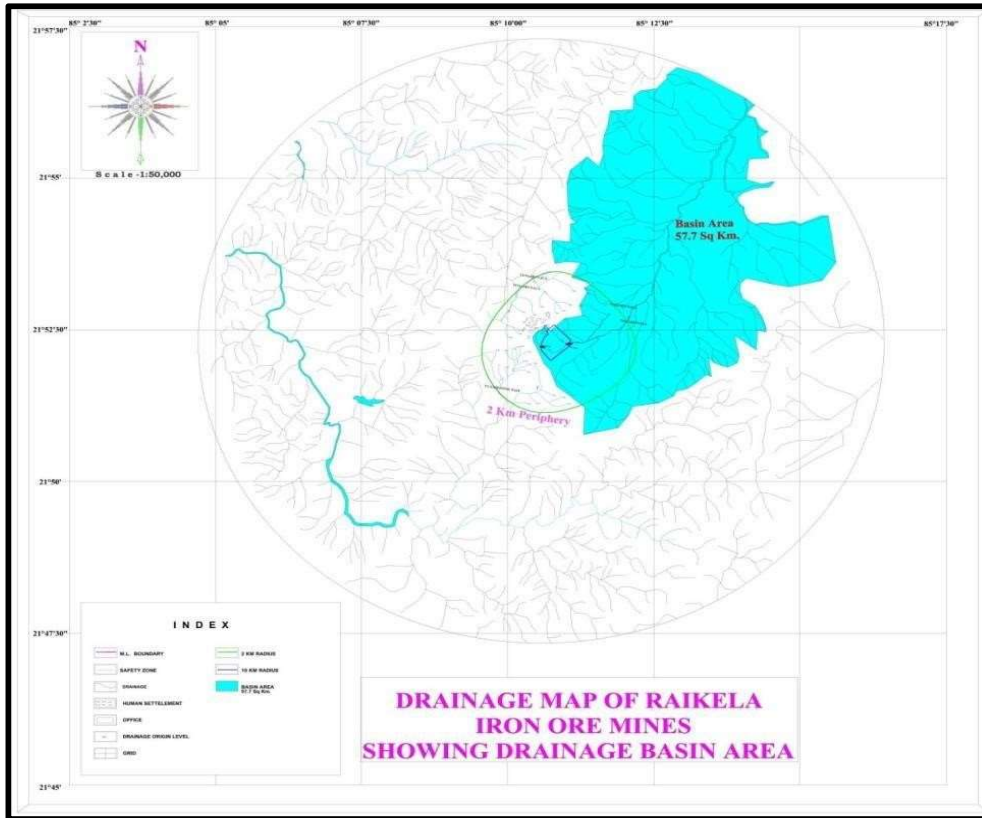 85° 2'30"
85° 05'
85° 07'30"
85° 10'00"
85° 12'30"
85°17'30"
21°57'30"
N
Scale -1:50,000
21°55'
Basin Area
57.7 Sq Km.
21°52'30"
2 Km Periphery
21°50'
21°47'30"
INDEX
M.L. BOUNDARY
SAFETY ZONE
DRAINAGE
HUMAN SETTELEMENT
OFFICE
DRAINAGE ORIGIN LEVEL
GRID
2 KM RADIUS
10 KM RADIUS
BASIN AREA
57.7 Sq Km.
DRAINAGE MAP OF RAIKELA
IRON ORE MINES
SHOWING DRAINAGE BASIN AREA
21°45'